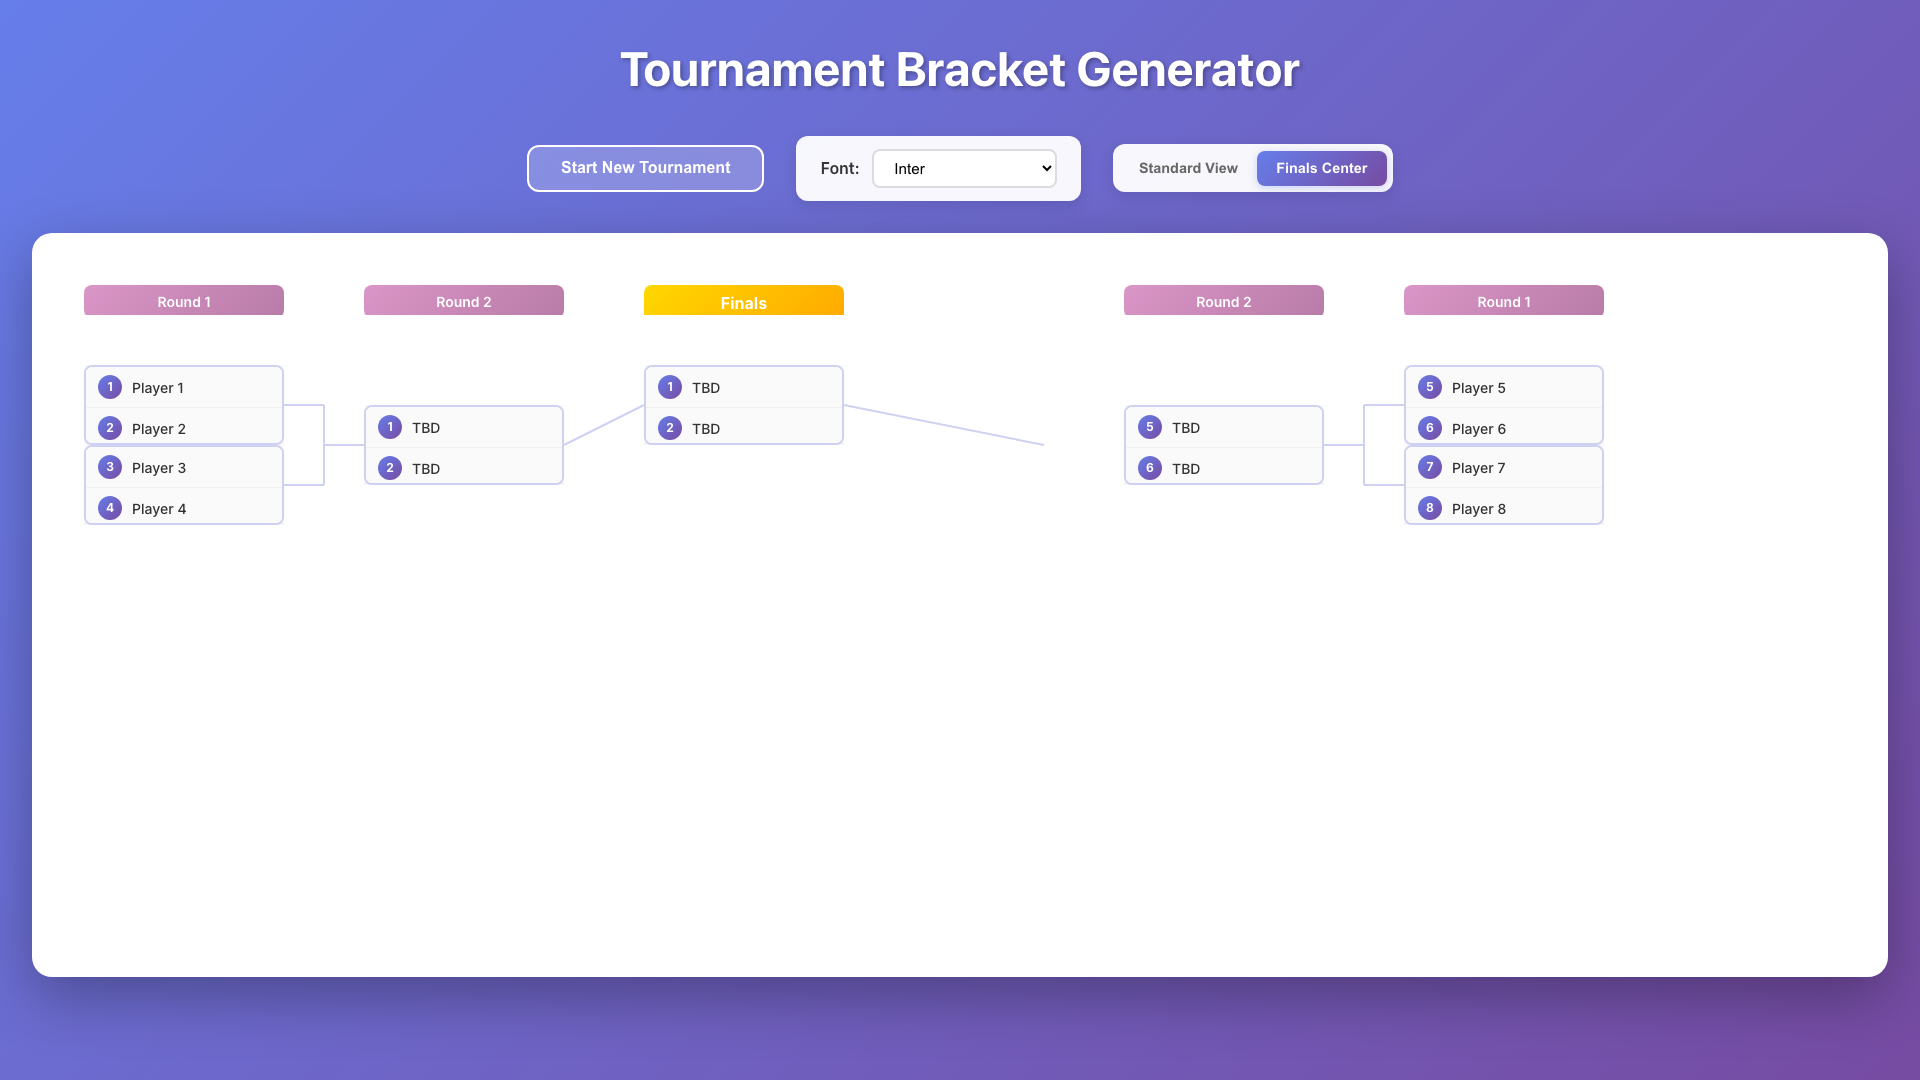 Tournament Bracket Generator
Start New Tournament
Font: Inter
Standard View Finals Center
Round 1 Round 2 Finals Round 2 Round 1
1 Player 1
2 Player 2
3 Player 3
4 Player 4
1 TBD
2 TBD
1 TBD
2 TBD
5 TBD
6 TBD
5 Player 5
6 Player 6
7 Player 7
8 Player 8